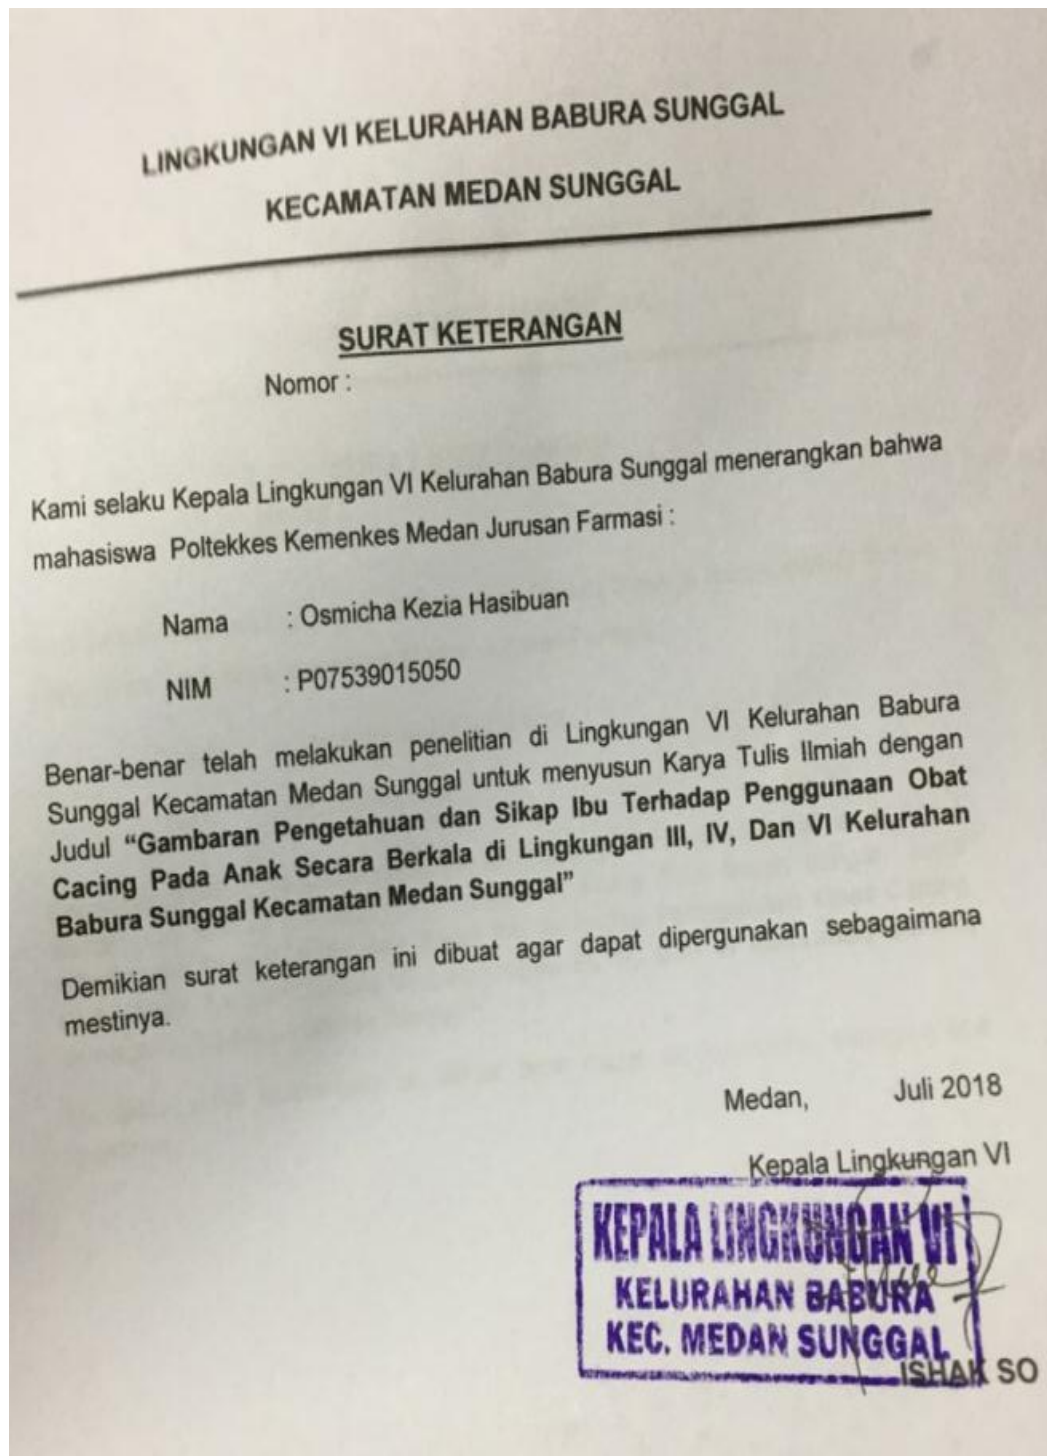 LINGKUNGAN VI KELURAHAN BABURA SUNGGAL
KECAMATAN MEDAN SUNGGAL
SURAT KETERANGAN
Nomor :
Kami selaku Kepala Lingkungan VI Kelurahan Babura Sunggal menerangkan bahwa
mahasiswa Poltekkes Kemenkes Medan Jurusan Farmasi :
Nama : Osmicha Kezia Hasibuan
NIM : P07539015050
Benar-benar telah melakukan penelitian di Lingkungan VI Kelurahan Babura
Sunggal Kecamatan Medan Sunggal untuk menyusun Karya Tulis Ilmiah dengan
Judul “Gambaran Pengetahuan dan Sikap Ibu Terhadap Penggunaan Obat
Cacing Pada Anak Secara Berkala di Lingkungan III, IV, Dan VI Kelurahan
Babura Sunggal Kecamatan Medan Sunggal”
Demikian surat keterangan ini dibuat agar dapat dipergunakan sebagaimana
mestinya.
Medan, Juli 2018
Kepala Lingkungan VI
KEPALA LINGKUNGAN VI
KELURAHAN BABURA
KEC. MEDAN SUNGGAL
ISHAK SO